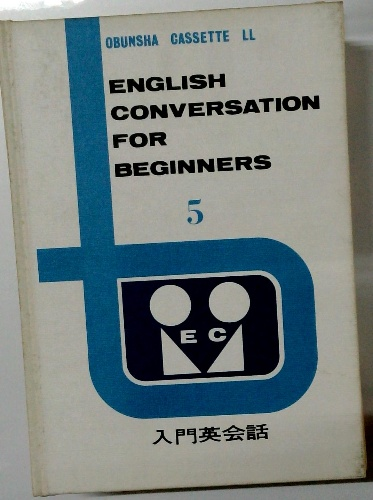 OBUNSHA CASSETTE LL
ENGLISH
CONVERSATION
FOR
BEGINNERS
5
E C
入門英会話